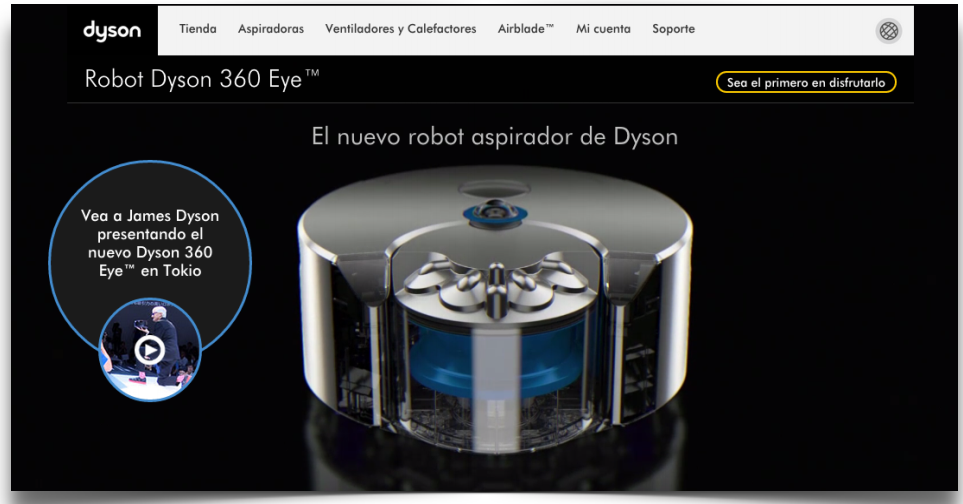 dyson
Tienda Aspiradoras Ventiladores y Calefactores Airblade™ Mi cuenta Soporte
Robot Dyson 360 Eye™
Sea el primero en disfrutarlo
El nuevo robot aspirador de Dyson
Vea a James Dyson
presentando el
nuevo Dyson 360
Eye™ en Tokio